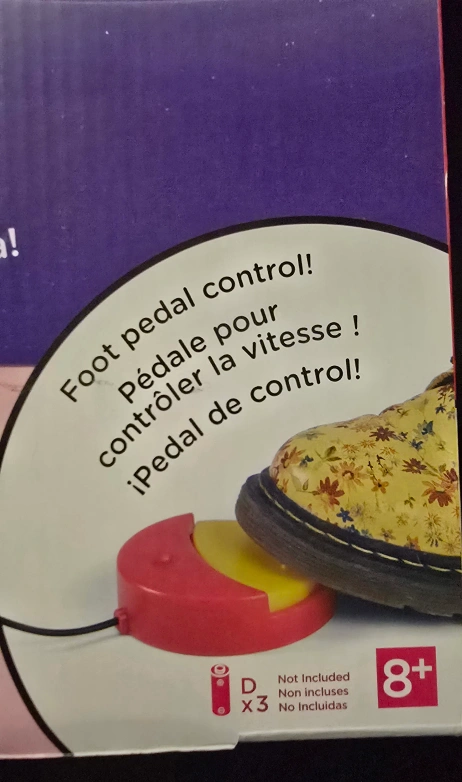 a!
Foot pedal control!
Pédale pour
contrôler la vitesse !
¡Pedal de control!
D
x3
Not Included
Non incluses
No Incluidas
8+